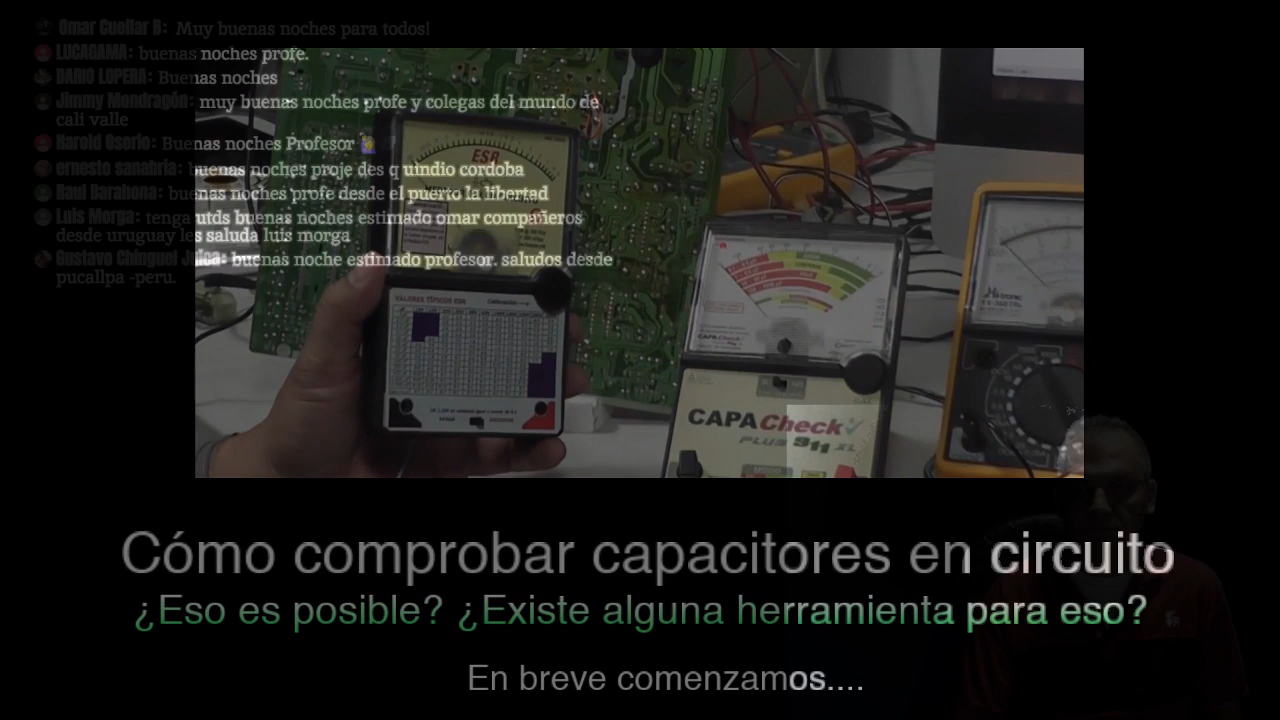 Omar Cuellar B: Muy buenas noches para todos!
LUCAGAMA: buenas noches profe.
DARIO LOPERA: Buenas noches
Jimmy Mondragón: muy buenas noches profe y colegas del mundo de
cali valle
Harold Osorio: Buenas noches Profesor
ernesto sanatria: buenas noches proje des q uindio cordoba
Raul Barahona: buenas noches profe desde el puerto la libertad
Luis Morga: tenga utds buenas noches estimado omar compañeros
desde uruguay les saluda luis morga
Gustavo Chinguel Julca: buenas noche estimado profesor. saludos desde
pucallpa -peru.
ESR
VALORES TÍPICOS ESR
CAPACheck
PLUS 911 XL
Cómo comprobar capacitores en circuito
¿Eso es posible? ¿Existe alguna herramienta para eso?
En breve comenzamos....